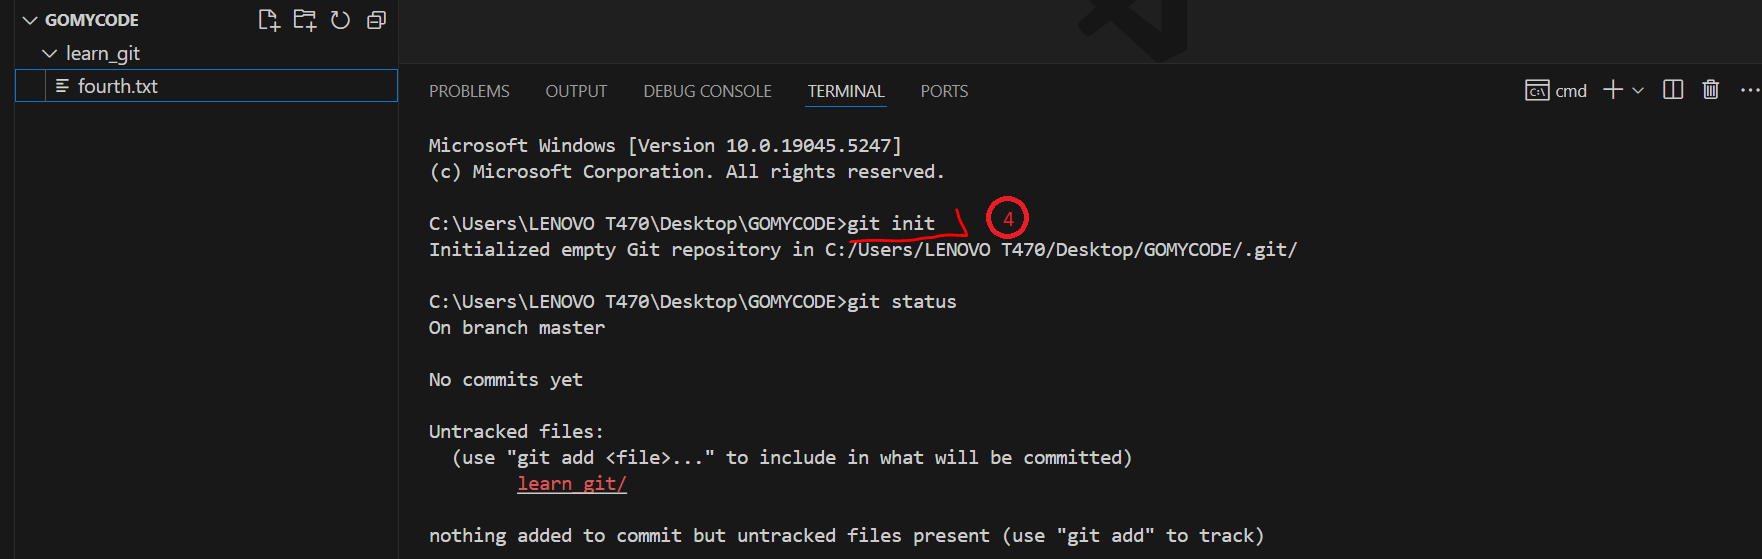 GOMYCODE
learn_git
fourth.txt
PROBLEMS OUTPUT DEBUG CONSOLE TERMINAL PORTS
cmd
Microsoft Windows [Version 10.0.19045.5247]
(c) Microsoft Corporation. All rights reserved.
C:\Users\LENOVO T470\Desktop\GOMYCODE>git init
4
Initialized empty Git repository in C:/Users/LENOVO T470/Desktop/GOMYCODE/.git/
C:\Users\LENOVO T470\Desktop\GOMYCODE>git status
On branch master
No commits yet
Untracked files:
(use "git add <file>..." to include in what will be committed)
learn_git/
nothing added to commit but untracked files present (use "git add" to track)